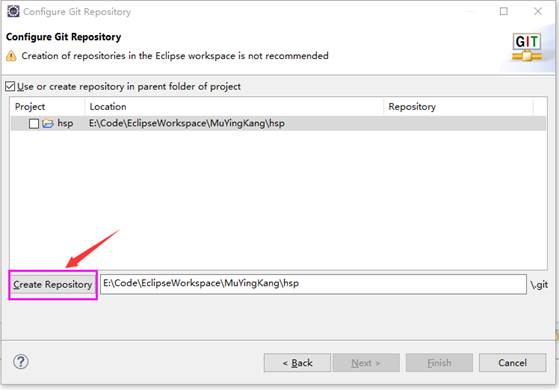 Configure Git Repository
Configure Git Repository
Creation of repositories in the Eclipse workspace is not recommended
GIT
Use or create repository in parent folder of project
Project Location Repository
hsp E:\Code\EclipseWorkspace\MuYingKang\hsp
Create Repository E:\Code\EclipseWorkspace\MuYingKang\hsp \.git
? < Back Next > Finish Cancel